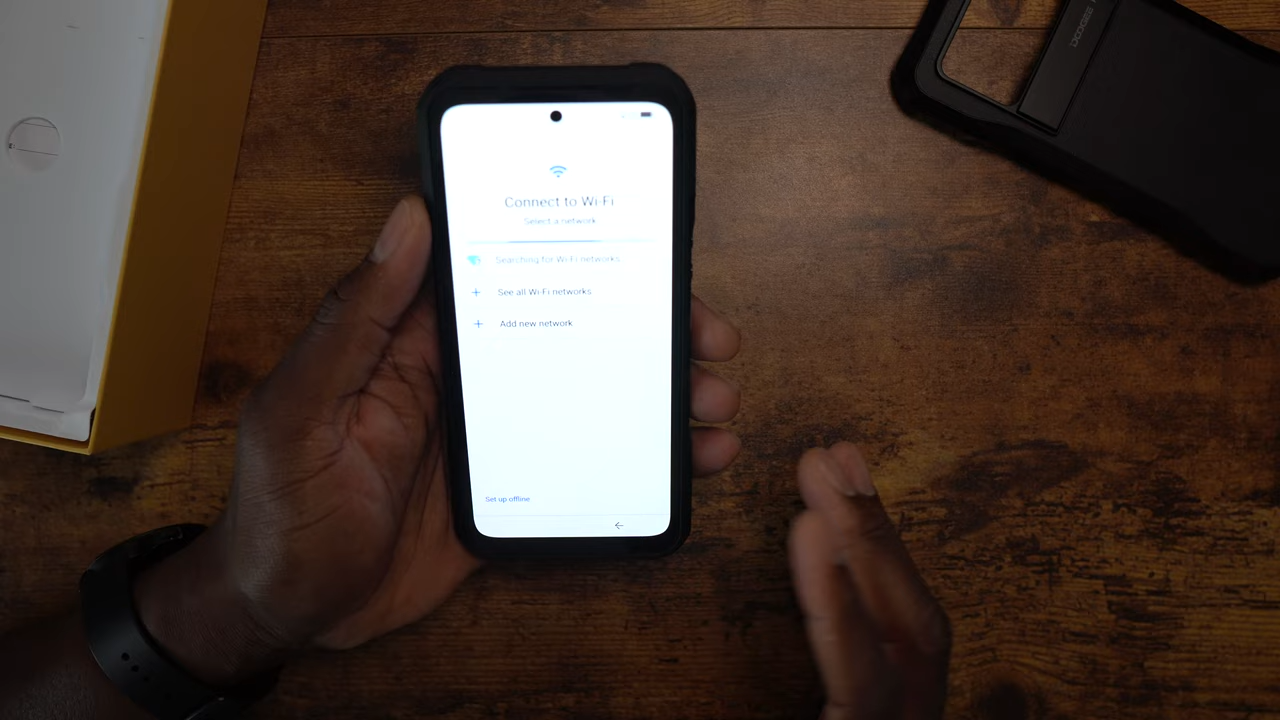 Connect to Wi-Fi
Select a network
Searching for Wi-Fi networks
See all Wi-Fi networks
Add new network
Set up offline